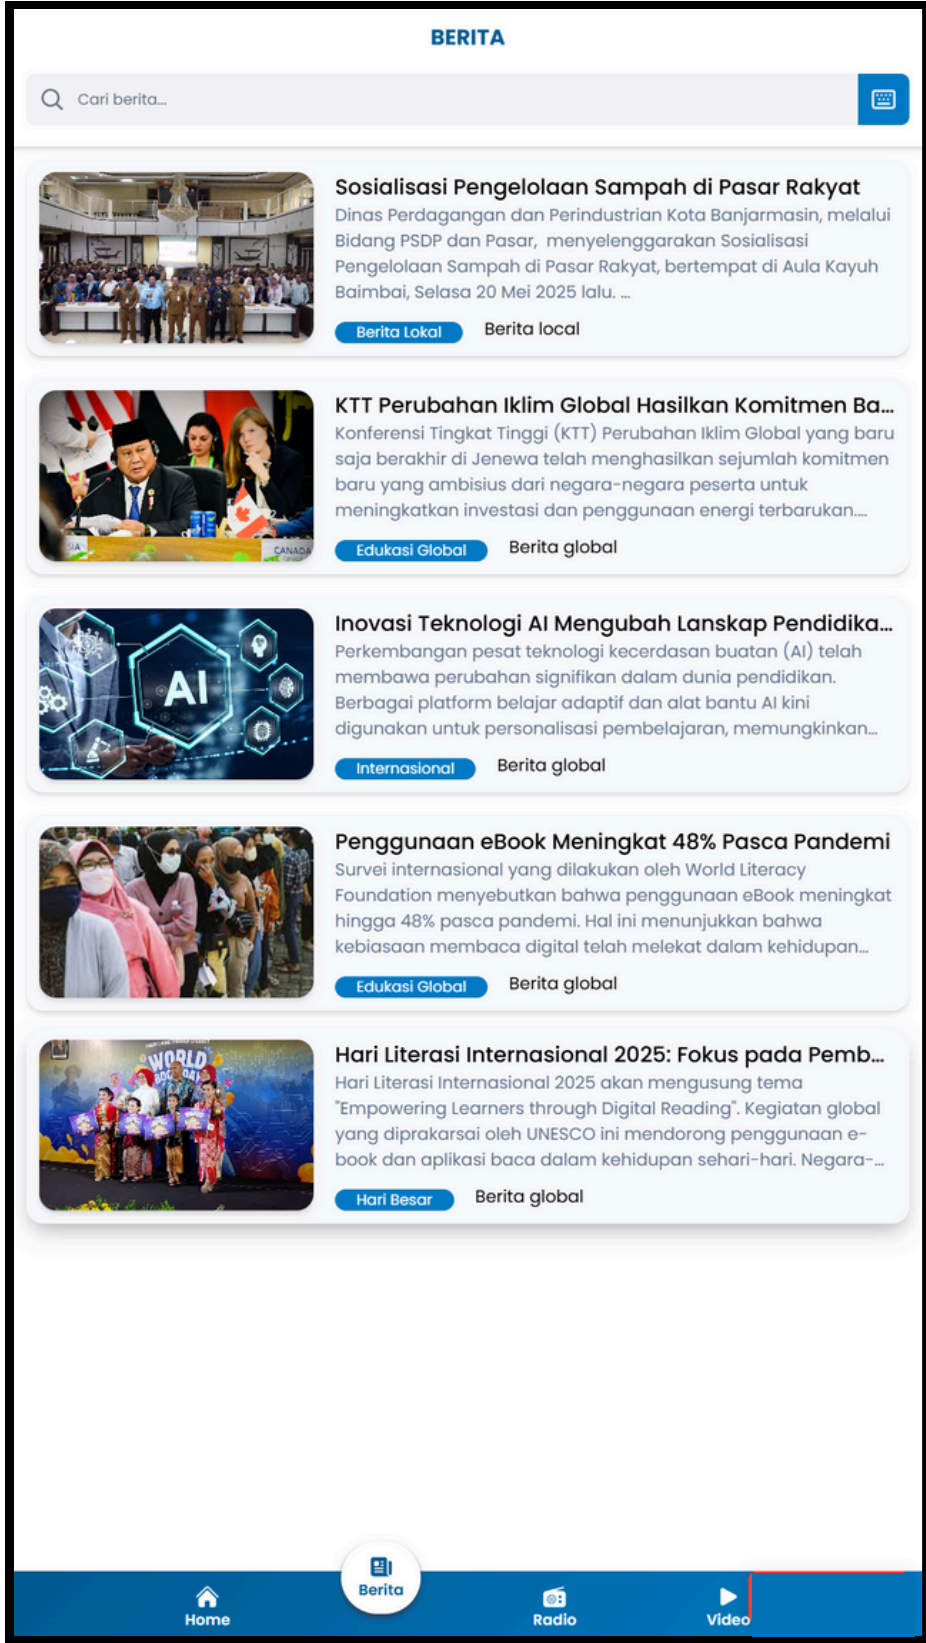 BERITA
Cari berita...
Sosialisasi Pengelolaan Sampah di Pasar Rakyat
Dinas Perdagangan dan Perindustrian Kota Banjarmasin, melalui
Bidang PSDP dan Pasar, menyelenggarakan Sosialisasi
Pengelolaan Sampah di Pasar Rakyat, bertempat di Aula Kayuh
Baimbai, Selasa 20 Mei 2025 lalu. ...
Berita Lokal Berita local
KTT Perubahan Iklim Global Hasilkan Komitmen Ba...
Konferensi Tingkat Tinggi (KTT) Perubahan Iklim Global yang baru
saja berakhir di Jenewa telah menghasilkan sejumlah komitmen
baru yang ambisius dari negara-negara peserta untuk
meningkatkan investasi dan penggunaan energi terbarukan....
CANADA
Edukasi Global Berita global
Inovasi Teknologi AI Mengubah Lanskap Pendidika...
Perkembangan pesat teknologi kecerdasan buatan (AI) telah
membawa perubahan signifikan dalam dunia pendidikan.
Berbagai platform belajar adaptif dan alat bantu AI kini
digunakan untuk personalisasi pembelajaran, memungkinkan...
AI
Internasional Berita global
Penggunaan eBook Meningkat 48% Pasca Pandemi
Survei internasional yang dilakukan oleh World Literacy
Foundation menyebutkan bahwa penggunaan eBook meningkat
hingga 48% pasca pandemi. Hal ini menunjukkan bahwa
kebiasaan membaca digital telah melekat dalam kehidupan...
Edukasi Global Berita global
Hari Literasi Internasional 2025: Fokus pada Pemb...
Hari Literasi Internasional 2025 akan mengusung tema
"Empowering Learners through Digital Reading". Kegiatan global
yang diprakarsai oleh UNESCO ini mendorong penggunaan e-
book dan aplikasi baca dalam kehidupan sehari-hari. Negara-...
WORLD
BOOK DAY
Hari Besar Berita global
Home Berita Radio Video